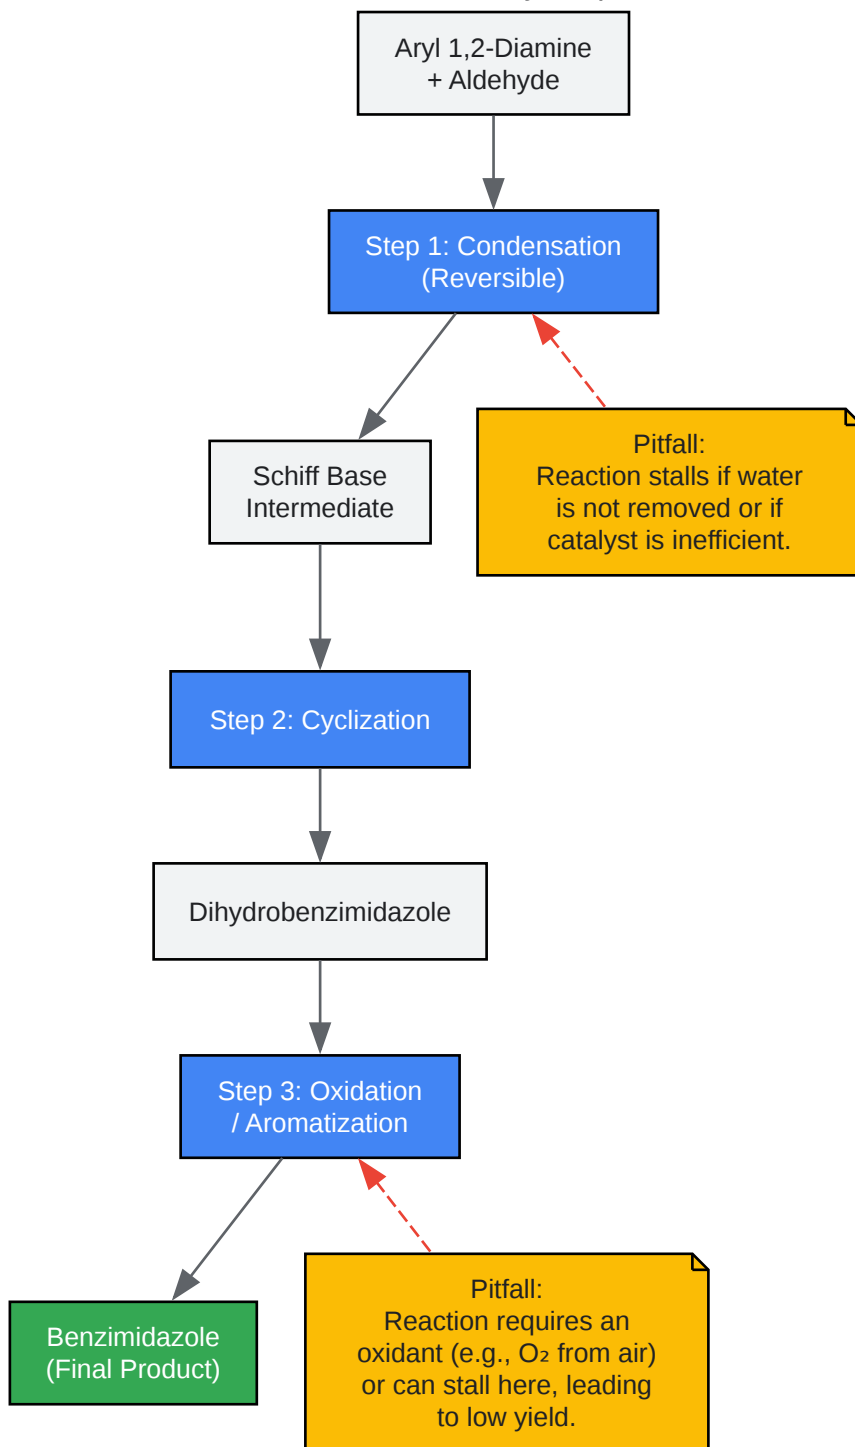 Aryl 1,2-Diamine
+ Aldehyde
Step 1: Condensation
(Reversible)
Pitfall:
Reaction stalls if water
is not removed or if
catalyst is inefficient.
Schiff Base
Intermediate
Step 2: Cyclization
Dihydrobenzimidazole
Step 3: Oxidation
/ Aromatization
Pitfall:
Reaction requires an
oxidant (e.g., O₂ from air)
or can stall here, leading
to low yield.
Benzimidazole
(Final Product)